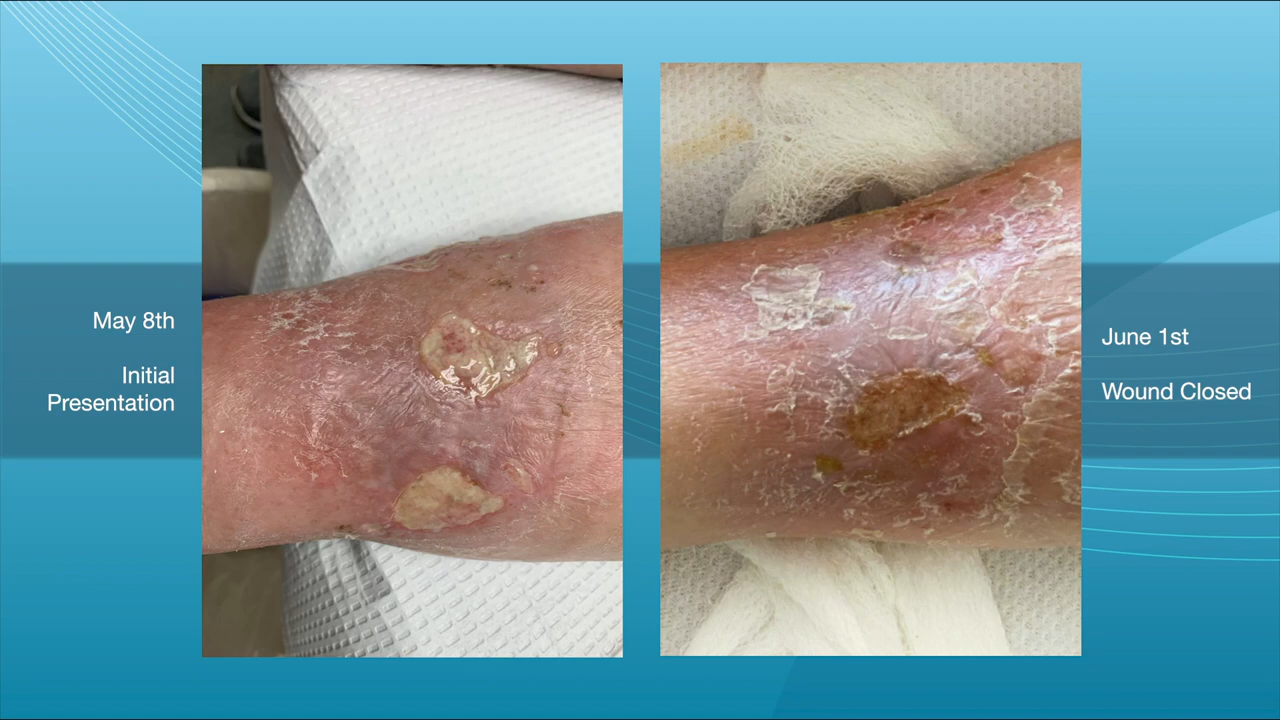 May 8th
Initial
Presentation
June 1st
Wound Closed